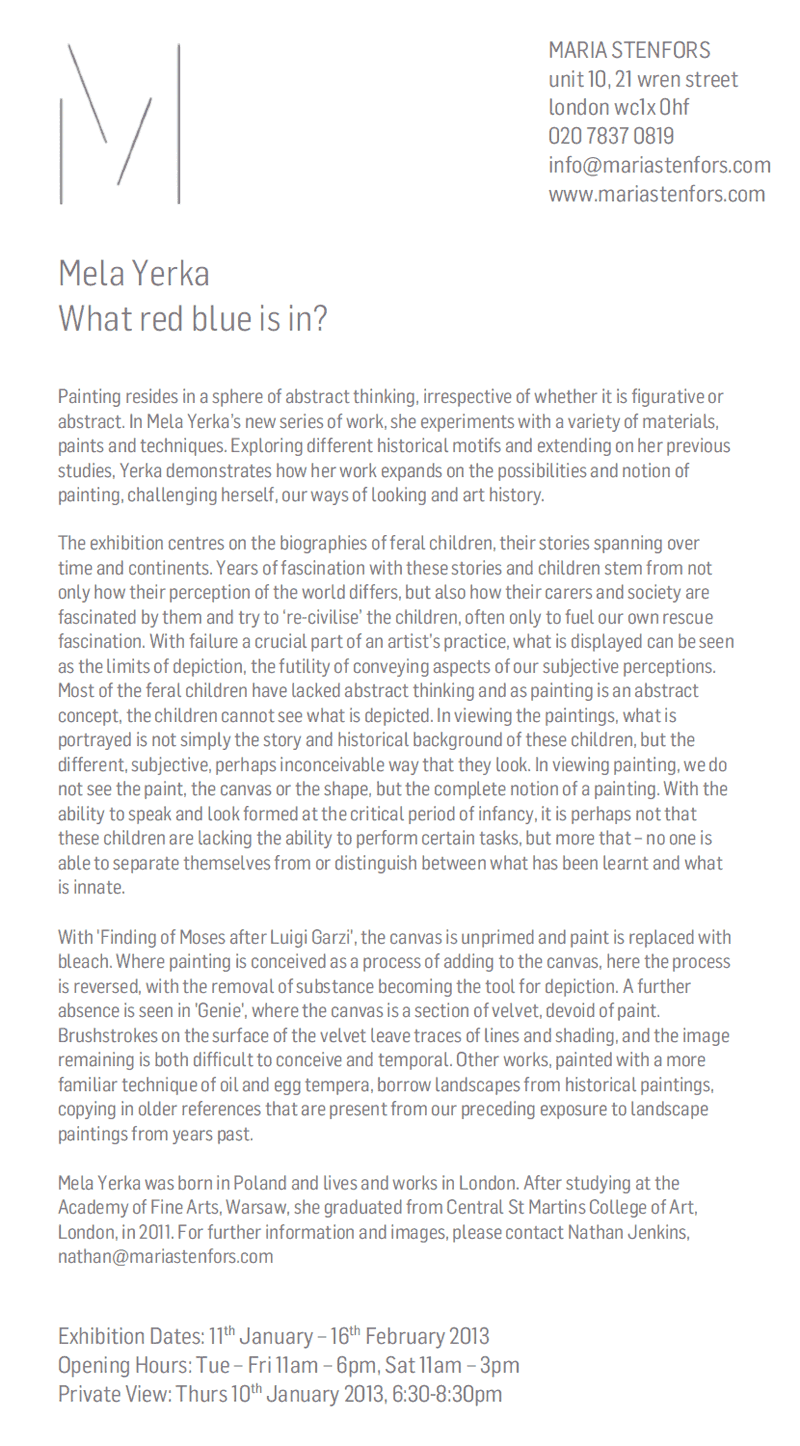 MARIA STENFORS
unit 10, 21 wren street
london wc1x 0hf
020 7837 0819
info@mariastenfors.com
www.mariastenfors.com
Mela Yerka
What red blue is in?
Painting resides in a sphere of abstract thinking, irrespective of whether it is figurative or
abstract. In Mela Yerka's new series of work, she experiments with a variety of materials,
paints and techniques. Exploring different historical motifs and extending on her previous
studies, Yerka demonstrates how her work expands on the possibilities and notion of
painting, challenging herself, our ways of looking and art history.
The exhibition centres on the biographies of feral children, their stories spanning over
time and continents. Years of fascination with these stories and children stem from not
only how their perception of the world differs, but also how their carers and society are
fascinated by them and try to 're-civilise' the children, often only to fuel our own rescue
fascination. With failure a crucial part of an artist's practice, what is displayed can be seen
as the limits of depiction, the futility of conveying aspects of our subjective perceptions.
Most of the feral children have lacked abstract thinking and as painting is an abstract
concept, the children cannot see what is depicted. In viewing the paintings, what is
portrayed is not simply the story and historical background of these children, but the
different, subjective, perhaps inconceivable way that they look. In viewing painting, we do
not see the paint, the canvas or the shape, but the complete notion of a painting. With the
ability to speak and look formed at the critical period of infancy, it is perhaps not that
these children are lacking the ability to perform certain tasks, but more that – no one is
able to separate themselves from or distinguish between what has been learnt and what
is innate.
With 'Finding of Moses after Luigi Garzi', the canvas is unprimed and paint is replaced with
bleach. Where painting is conceived as a process of adding to the canvas, here the process
is reversed, with the removal of substance becoming the tool for depiction. A further
absence is seen in 'Genie', where the canvas is a section of velvet, devoid of paint.
Brushstrokes on the surface of the velvet leave traces of lines and shading, and the image
remaining is both difficult to conceive and temporal. Other works, painted with a more
familiar technique of oil and egg tempera, borrow landscapes from historical paintings,
copying in older references that are present from our preceding exposure to landscape
paintings from years past.
Mela Yerka was born in Poland and lives and works in London. After studying at the
Academy of Fine Arts, Warsaw, she graduated from Central St Martins College of Art,
London, in 2011. For further information and images, please contact Nathan Jenkins,
nathan@mariastenfors.com
Exhibition Dates: 11th January – 16th February 2013
Opening Hours: Tue – Fri 11am – 6pm, Sat 11am – 3pm
Private View: Thurs 10th January 2013, 6:30-8:30pm